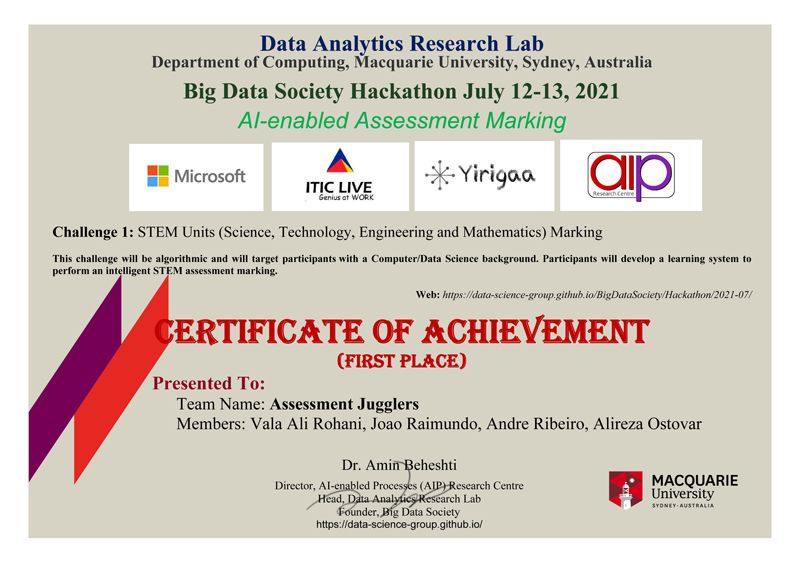 Data Analytics Research Lab
Department of Computing, Macquarie University, Sydney, Australia
Big Data Society Hackathon July 12-13, 2021
AI-enabled Assessment Marking
Microsoft
ITIC LIVE
Genius at WORK
Yirigaa
aip
Research Centre
Challenge 1: STEM Units (Science, Technology, Engineering and Mathematics) Marking
This challenge will be algorithmic and will target participants with a Computer/Data Science background. Participants will develop a learning system to
perform an intelligent STEM assessment marking.
Web: https://data-science-group.github.io/BigDataSociety/Hackathon/2021-07/
CERTIFICATE OF ACHIEVEMENT
(FIRST PLACE)
Presented To:
Team Name: Assessment Jugglers
Members: Vala Ali Rohani, Joao Raimundo, Andre Ribeiro, Alireza Ostovar
Dr. Amin Beheshti
Director, AI-enabled Processes (AIP) Research Centre
Head, Data Analytics Research Lab
Founder, Big Data Society
https://data-science-group.github.io/
MACQUARIE
University
SYDNEY·AUSTRALIA